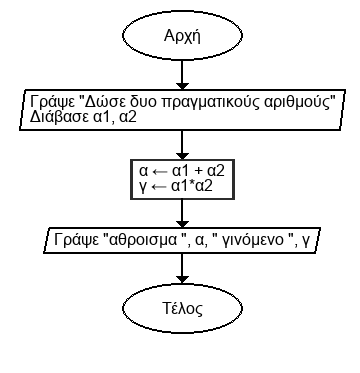 Αρχή
Γράψε "Δώσε δυο πραγματικούς αριθμούς"
Διάβασε α1, α2
α ← α1 + α2
γ ← α1*α2
Γράψε "αθροισμα ", α, " γινόμενο ", γ
Τέλος